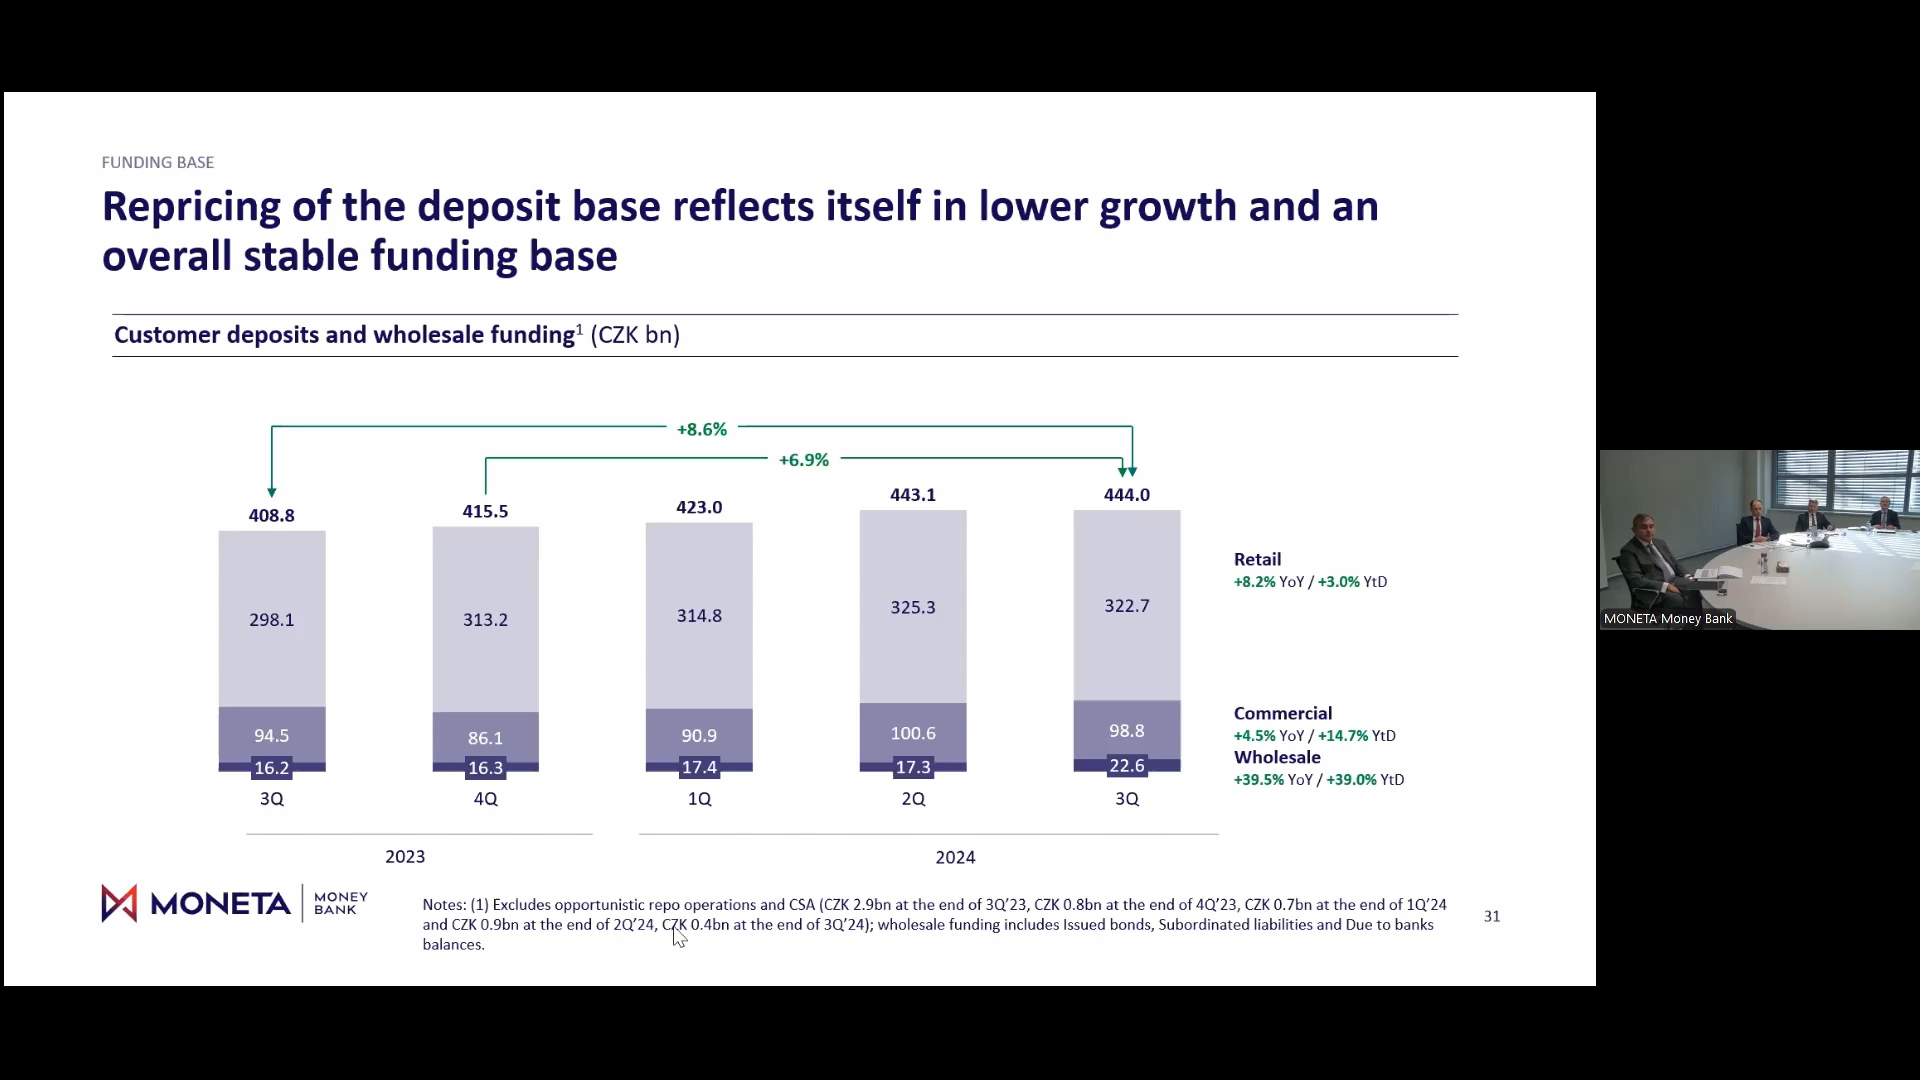 FUNDING BASE
Repricing of the deposit base reflects itself in lower growth and an
overall stable funding base
Customer deposits and wholesale funding1 (CZK bn)
+8.6%
+6.9%
408.8
415.5
423.0
443.1
444.0
298.1
313.2
314.8
325.3
322.7
94.5
86.1
90.9
100.6
98.8
16.2
16.3
17.4
17.3
22.6
3Q
4Q
1Q
2Q
3Q
2023
2024
Retail
+8.2% YoY / +3.0% YtD
Commercial
+4.5% YoY / +14.7% YtD
Wholesale
+39.5% YoY / +39.0% YtD
MONETA
MONEY
BANK
Notes: (1) Excludes opportunistic repo operations and CSA (CZK 2.9bn at the end of 3Q’23, CZK 0.8bn at the end of 4Q’23, CZK 0.7bn at the end of 1Q’24
and CZK 0.9bn at the end of 2Q’24, CZK 0.4bn at the end of 3Q’24); wholesale funding includes Issued bonds, Subordinated liabilities and Due to banks
balances.
31
MONETA Money Bank